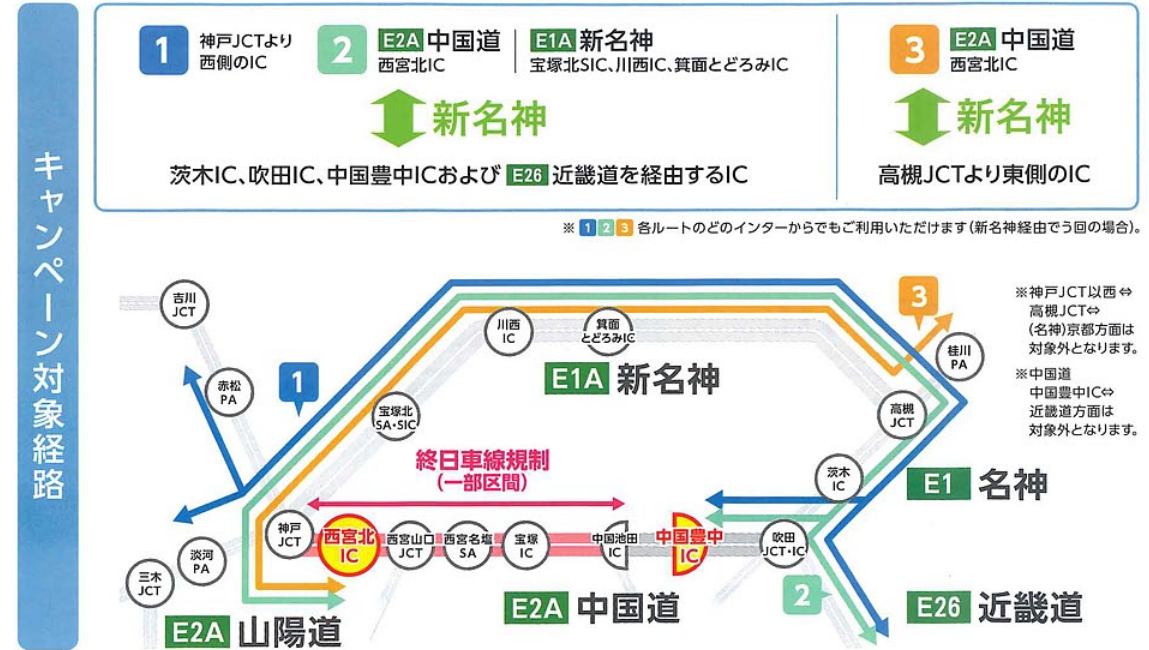 キャンペーン対象経路
1 神戸JCTより
西側のIC
2 E2A 中国道
西宮北IC
E1A 新名神
宝塚北SIC、川西IC、箕面とどろみIC
新名神
茨木IC、吹田IC、中国豊中ICおよび E26 近畿道を経由するIC
3 E2A 中国道
西宮北IC
新名神
高槻JCTより東側のIC
※ 1 2 3 各ルートのどのインターからでもご利用いただけます(新名神経由でう回の場合)。
吉川
JCT
赤松
PA
1
宝塚北
SA・SIC
川西
IC
箕面
とどろみIC
E1A 新名神
3
桂川
PA
高槻
JCT
茨木
IC
E1 名神
※神戸JCT以西⇔
高槻JCT⇔
(名神)京都方面は
対象外となります。
※中国道
中国豊中IC⇔
近畿道方面は
対象外となります。
終日車線規制
(一部区間)
神戸
JCT
西宮北
IC
西宮山口
JCT
西宮名塩
SA
宝塚
IC
中国池田
IC
中国豊中
IC
吹田
JCT・IC
淡河
PA
三木
JCT
E2A 山陽道
E2A 中国道
2
E26 近畿道